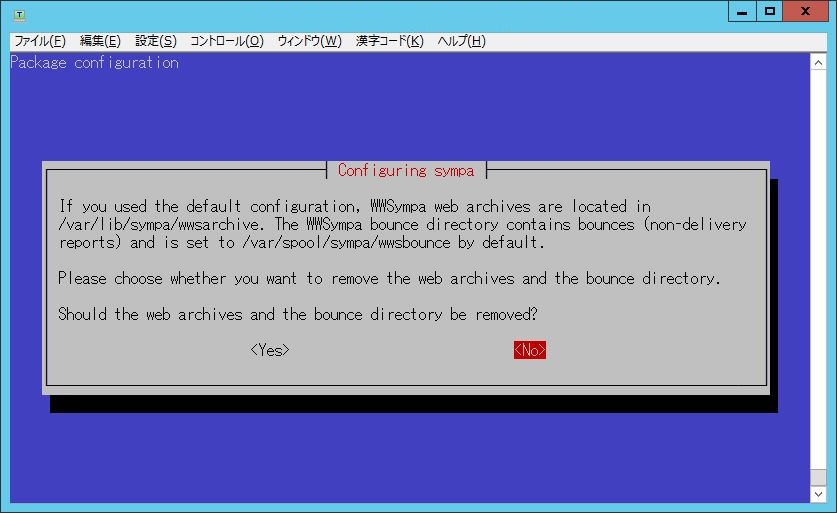 ファイル(F) 編集(E) 設定(S) コントロール(O) ウィンドウ(W) 漢字コード(K) ヘルプ(H)
Package configuration
Configuring sympa
If you used the default configuration, WWSympa web archives are located in
/var/lib/sympa/wwsarchive. The WWSympa bounce directory contains bounces (non-delivery
reports) and is set to /var/spool/sympa/wwsbounce by default.
Please choose whether you want to remove the web archives and the bounce directory.
Should the web archives and the bounce directory be removed?
<Yes> <No>